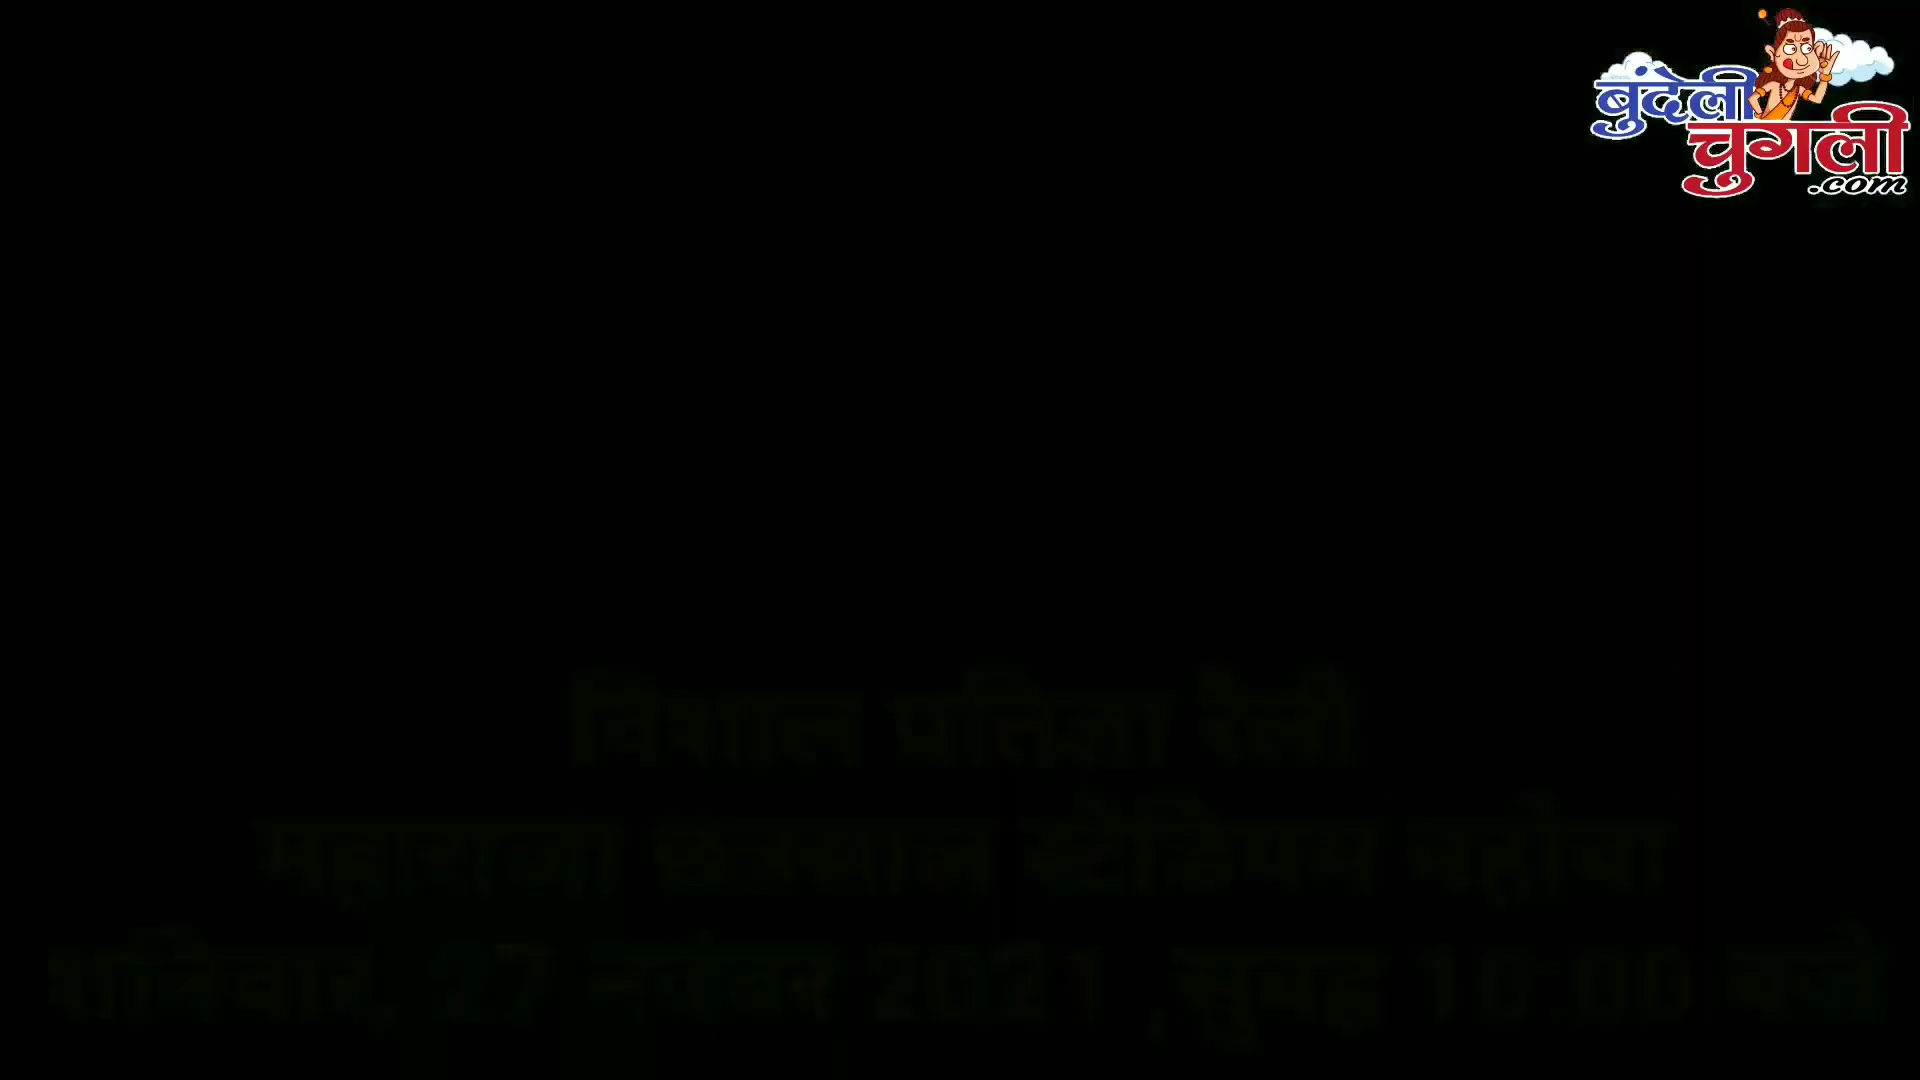 बुंदेली
चुगली
.com
विशाल प्रतिज्ञा रैली
महाराजा छत्रसाल स्टेडियम महोबा
शनिवार, 27 नवंबर 2021 ,सुबह 10:00 बजे